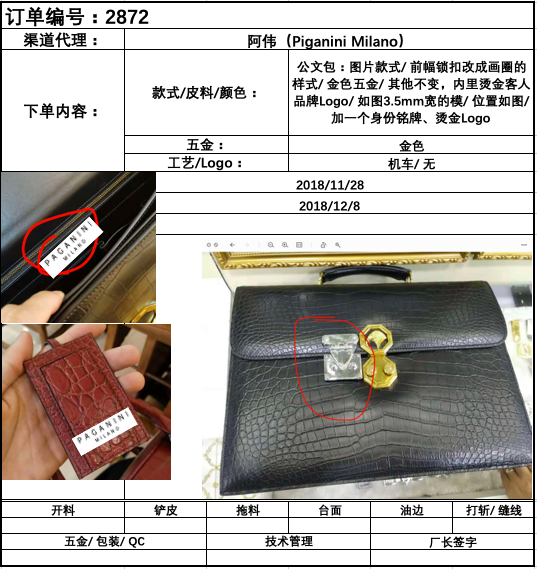 订单编号：2872
渠道代理：
阿伟（Piganini Milano）
下单内容：
款式/皮料/颜色：
公文包：图片款式/ 前幅锁扣改成画圈的
样式/ 金色五金/ 其他不变，内里烫金客人
品牌Logo/ 如图3.5mm宽的模/ 位置如图/
加一个身份铭牌、烫金Logo
五金：
金色
工艺/Logo：
机车/ 无
2018/11/28
2018/12/8
PAGANINI
MILANO
PAGANINI
MILANO
开料
铲皮
拖料
台面
油边
打斩/ 缝线
五金/ 包装/ QC
技术管理
厂长签字